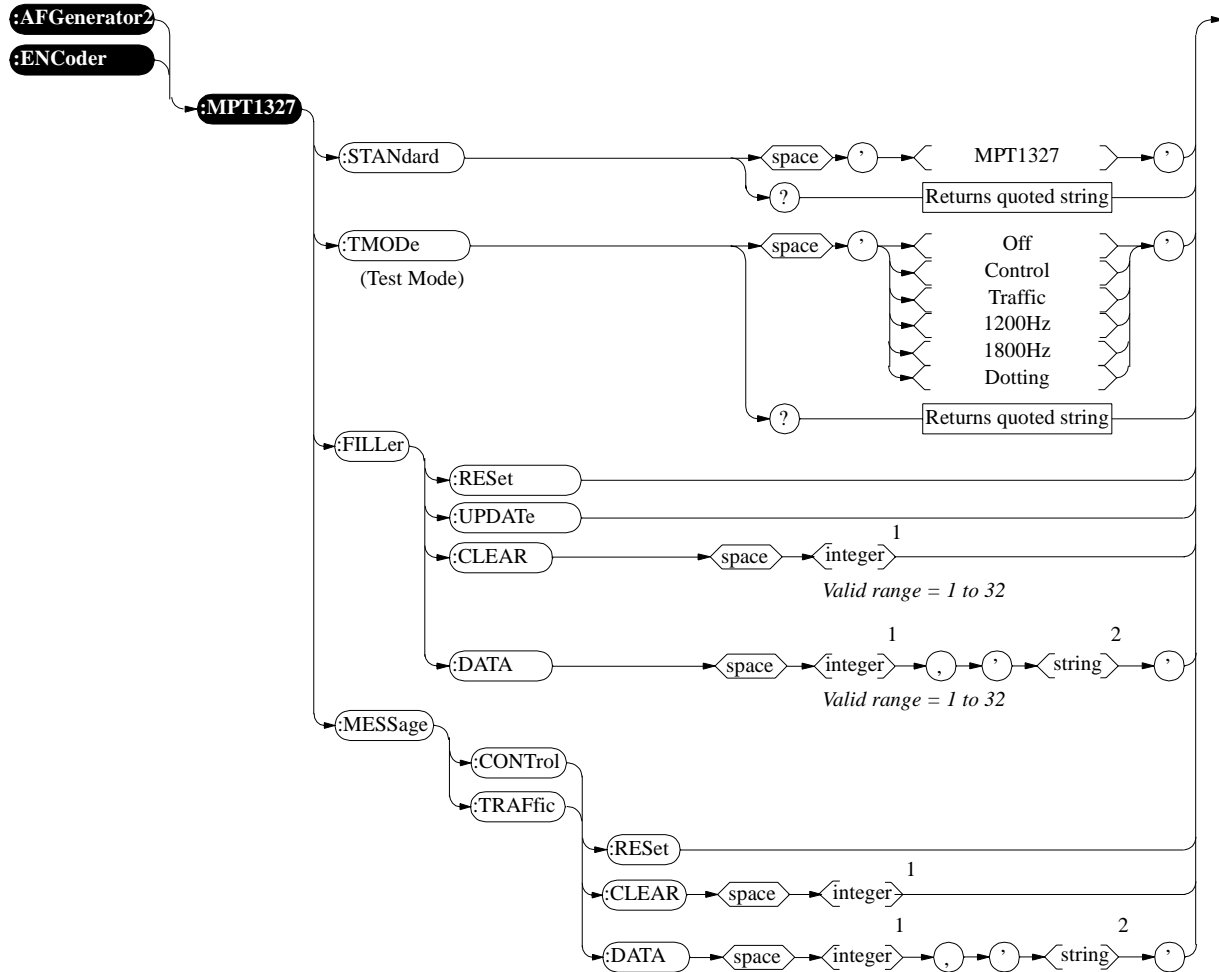 :AFGenerator2
:ENCoder
:MPT1327
:STANdard space ’ MPT1327 ’
? Returns quoted string
:TMODe space ’ Off ’
(Test Mode)
Control
Traffic
1200Hz
1800Hz
Dotting
? Returns quoted string
:FILLer
:RESet
:UPDATe
1
:CLEAR space integer
Valid range = 1 to 32
1 2
:DATA space integer , ’ string ’
Valid range = 1 to 32
:MESSage
:CONTrol
:TRAFfic
:RESet
1
:CLEAR space integer
1 2
:DATA space integer , ’ string ’